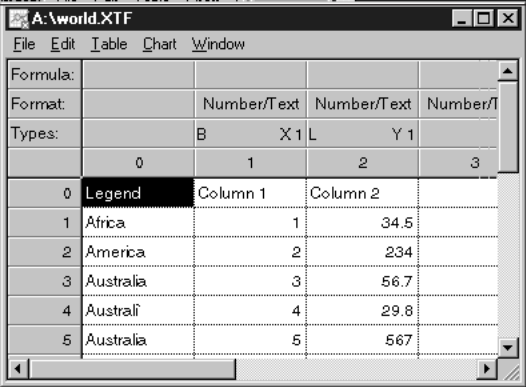 A:\world.XTF
File Edit Table Chart Window
Formula:
Format: Number/Text Number/Text Number/T
Types: B X 1 L Y 1
0 1 2 3
0 Legend Column 1 Column 2
1 Africa 1 34.5
2 America 2 234
3 Australia 3 56.7
4 Australî 4 29.8
5 Australia 5 567